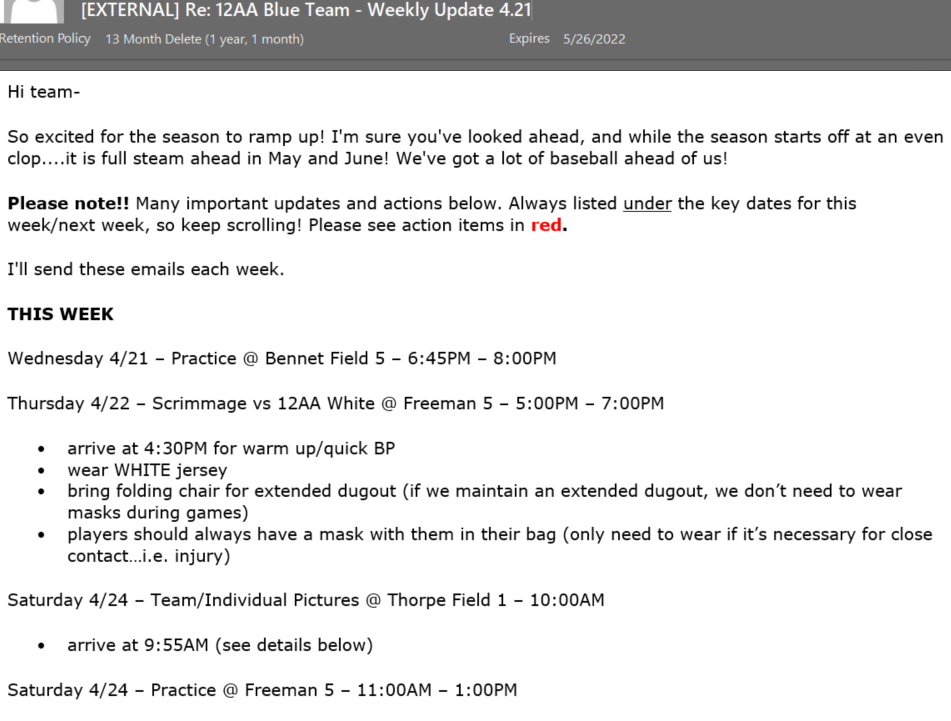 [EXTERNAL] Re: 12AA Blue Team - Weekly Update 4.21
Retention Policy 13 Month Delete (1 year, 1 month) Expires 5/26/2022
Hi team-
So excited for the season to ramp up! I'm sure you've looked ahead, and while the season starts off at an even
clop....it is full steam ahead in May and June! We've got a lot of baseball ahead of us!
Please note!! Many important updates and actions below. Always listed under the key dates for this
week/next week, so keep scrolling! Please see action items in red.
I'll send these emails each week.
THIS WEEK
Wednesday 4/21 – Practice @ Bennet Field 5 – 6:45PM – 8:00PM
Thursday 4/22 – Scrimmage vs 12AA White @ Freeman 5 – 5:00PM – 7:00PM
• arrive at 4:30PM for warm up/quick BP
• wear WHITE jersey
• bring folding chair for extended dugout (if we maintain an extended dugout, we don’t need to wear
masks during games)
• players should always have a mask with them in their bag (only need to wear if it’s necessary for close
contact…i.e. injury)
Saturday 4/24 – Team/Individual Pictures @ Thorpe Field 1 – 10:00AM
• arrive at 9:55AM (see details below)
Saturday 4/24 – Practice @ Freeman 5 – 11:00AM – 1:00PM